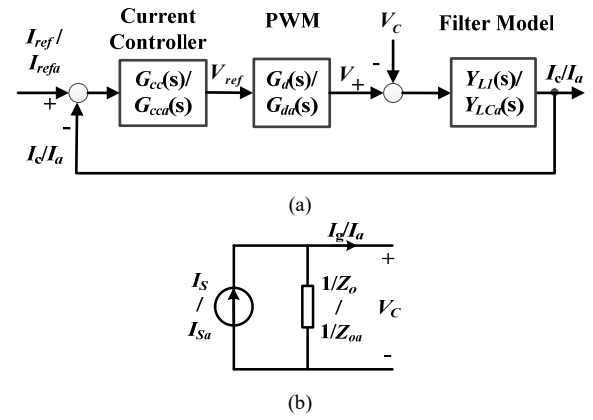 Current Controller
PWM
V_C
Filter Model
I_ref / I_refa
+
-
G_cc(s)/ G_cca(s)
V_ref
G_d(s)/ G_da(s)
V
+
-
Y_L1(s)/ Y_LCa(s)
I_c/I_a
I_c/I_a
(a)
I_g/I_a
+
I_S / I_Sa
1/Z_o / 1/Z_oa
V_C
-
(b)